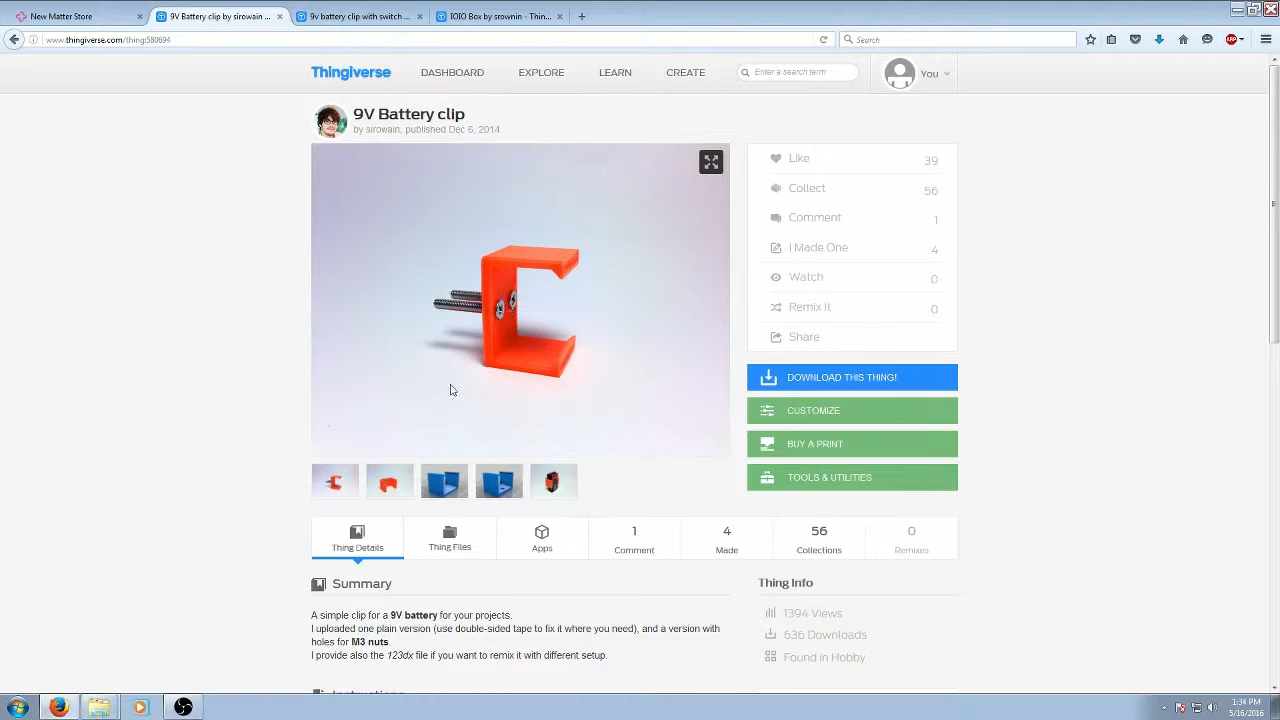 New Matter Store
9V Battery clip by sirowain ...
9v battery clip with switch ...
IOIO Box by srownin - Thin...
www.thingiverse.com/thing:580694
Search
Thingiverse
DASHBOARD
EXPLORE
LEARN
CREATE
Enter a search term
You
9V Battery clip
by sirowain, published Dec 6, 2014
Like 39
Collect 56
Comment 1
I Made One 4
Watch 0
Remix It 0
Share
DOWNLOAD THIS THING!
CUSTOMIZE
BUY A PRINT
TOOLS & UTILITIES
Thing Details
Thing Files
Apps
1
Comment
4
Made
56
Collections
0
Remixes
Summary
A simple clip for a 9V battery for your projects.
I uploaded one plain version (use double-sided tape to fix it where you need), and a version with
holes for M3 nuts
I provide also the 123dx file if you want to remix it with different setup.
Thing Info
1394 Views
636 Downloads
Found in Hobby
Instructions
1:34 PM
5/16/2016